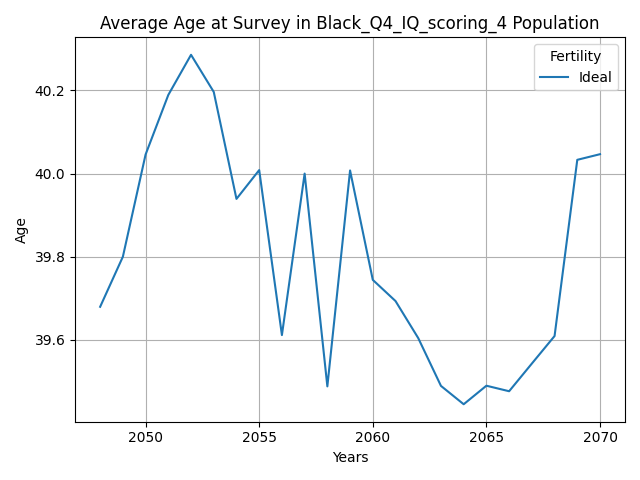 Average Age at Survey in Black_Q4_IQ_scoring_4 Population
Fertility
Ideal
40.2
40.0
39.8
39.6
Age
2050
2055
2060
2065
2070
Years